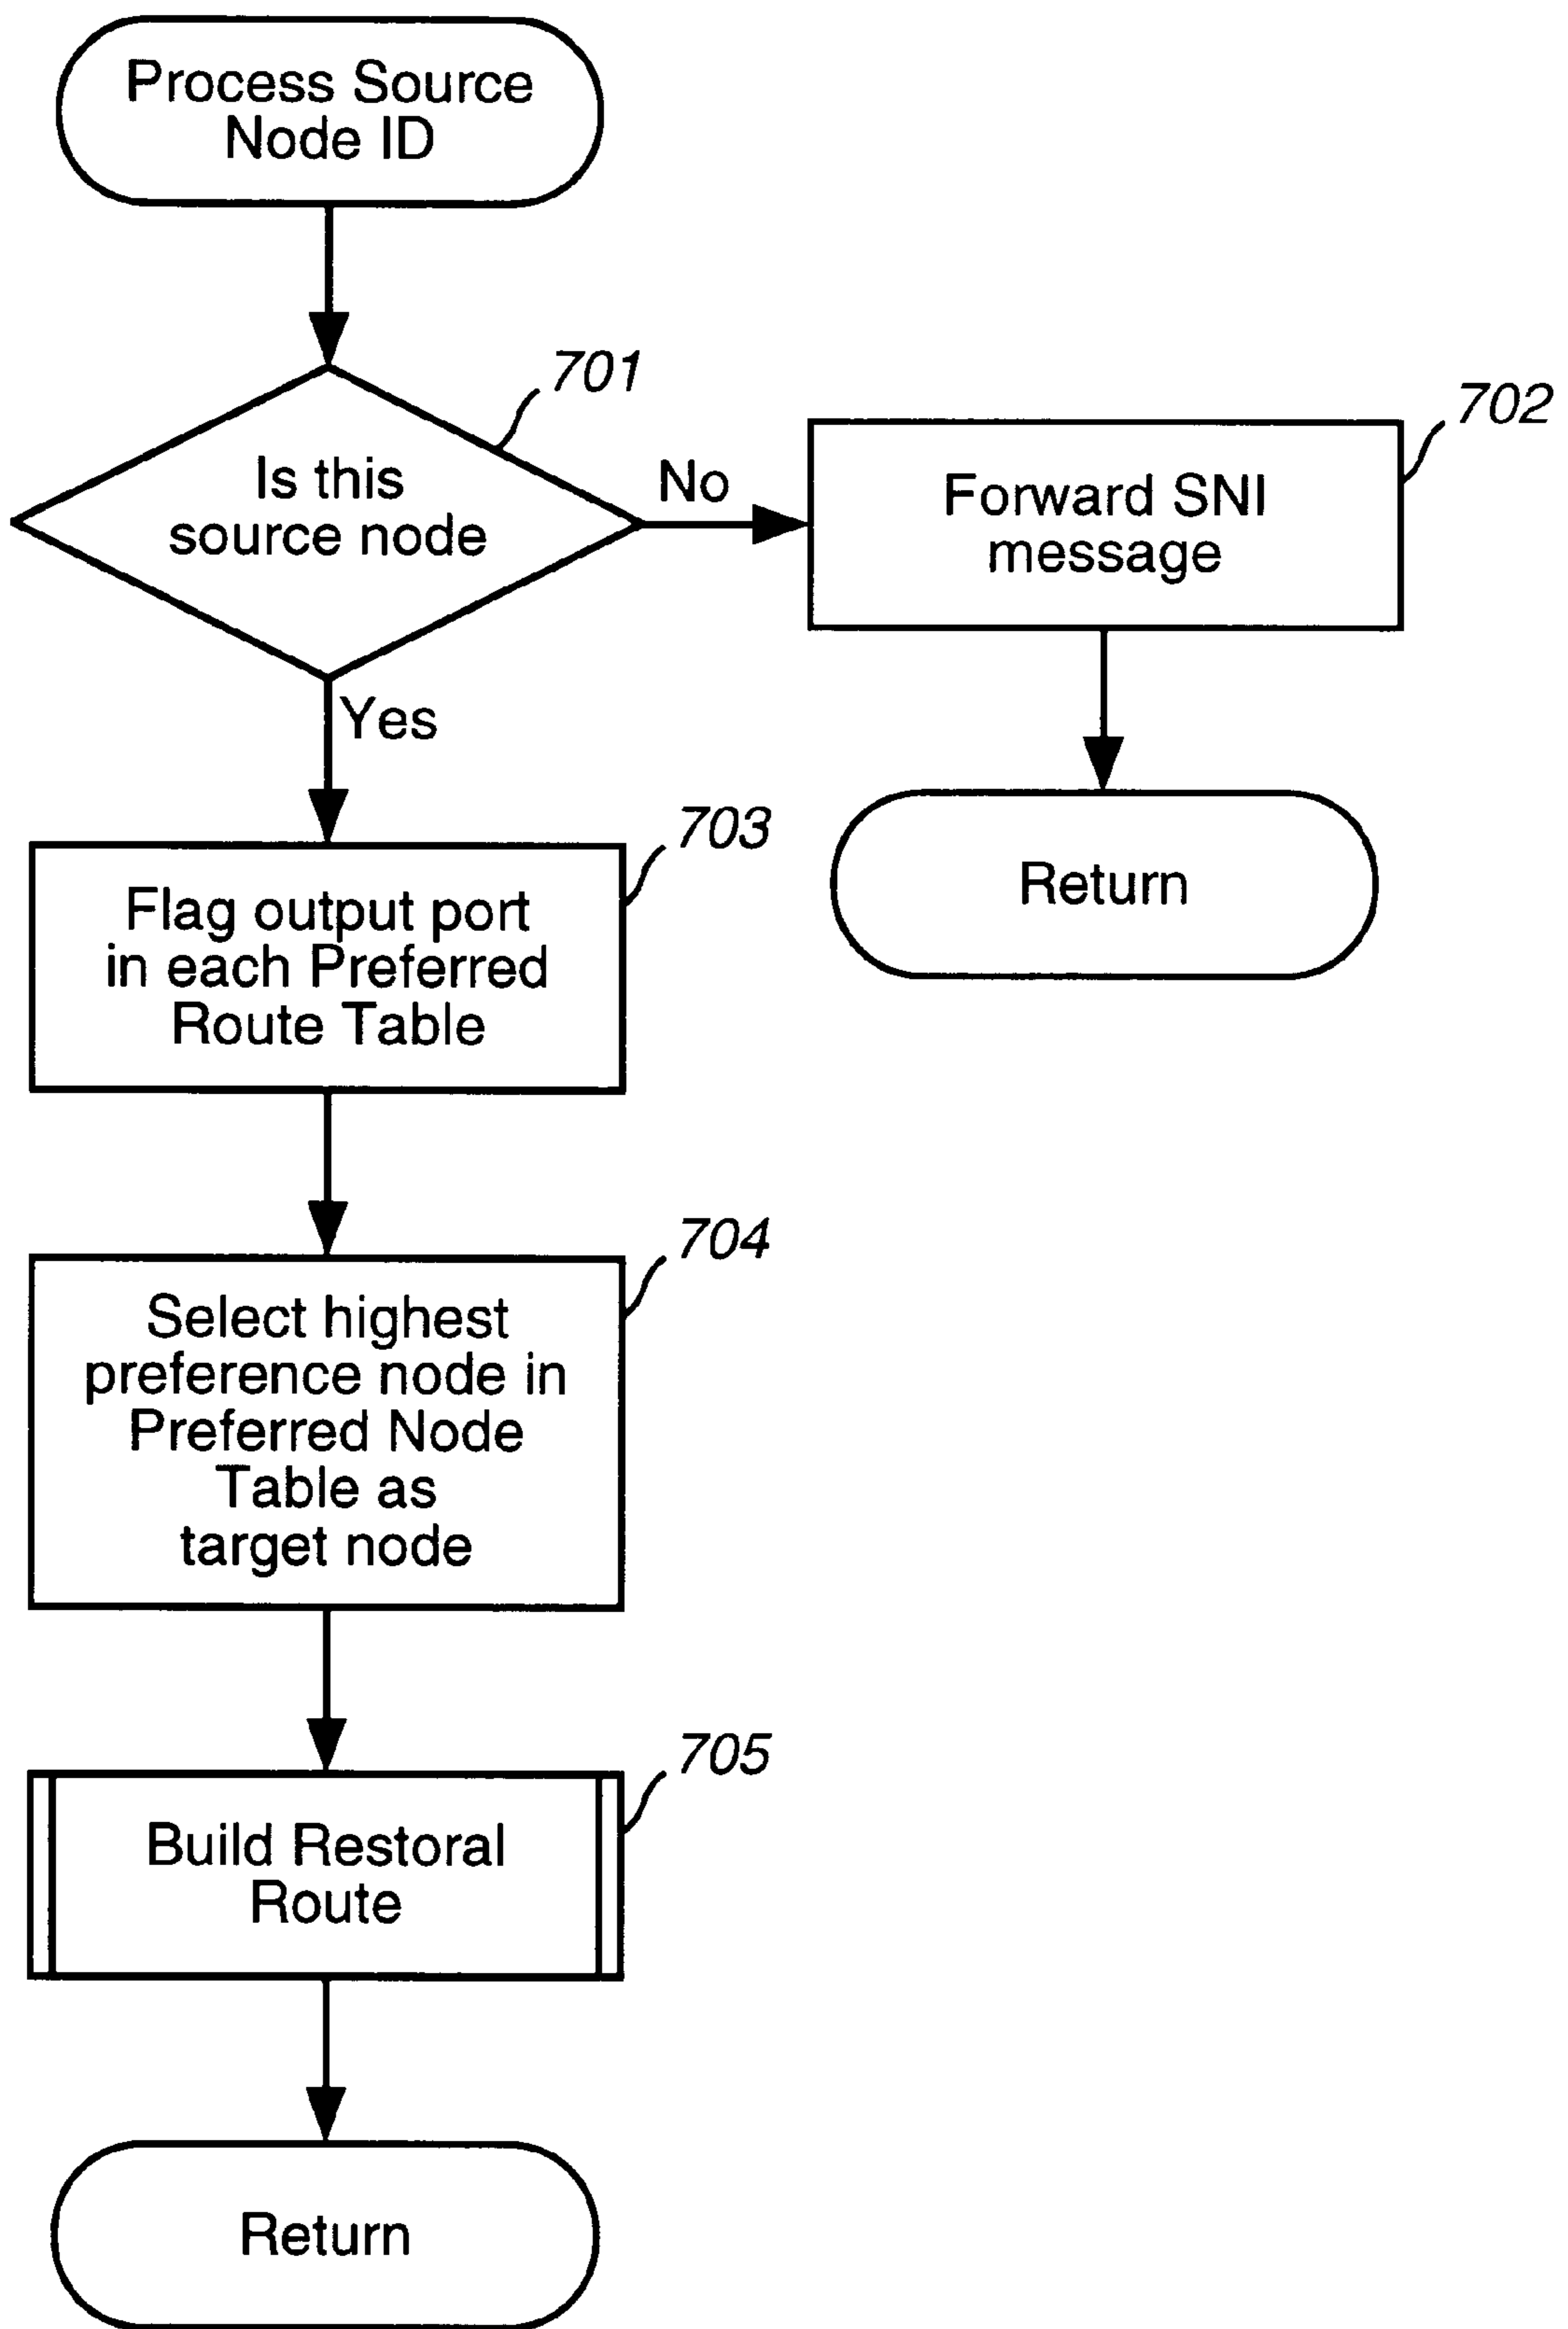 Process Source
Node ID
701
Is this
source node
No
702
Forward SNI
message
Yes
Return
703
Flag output port
in each Preferred
Route Table
704
Select highest
preference node in
Preferred Node
Table as
target node
705
Build Restoral
Route
Return